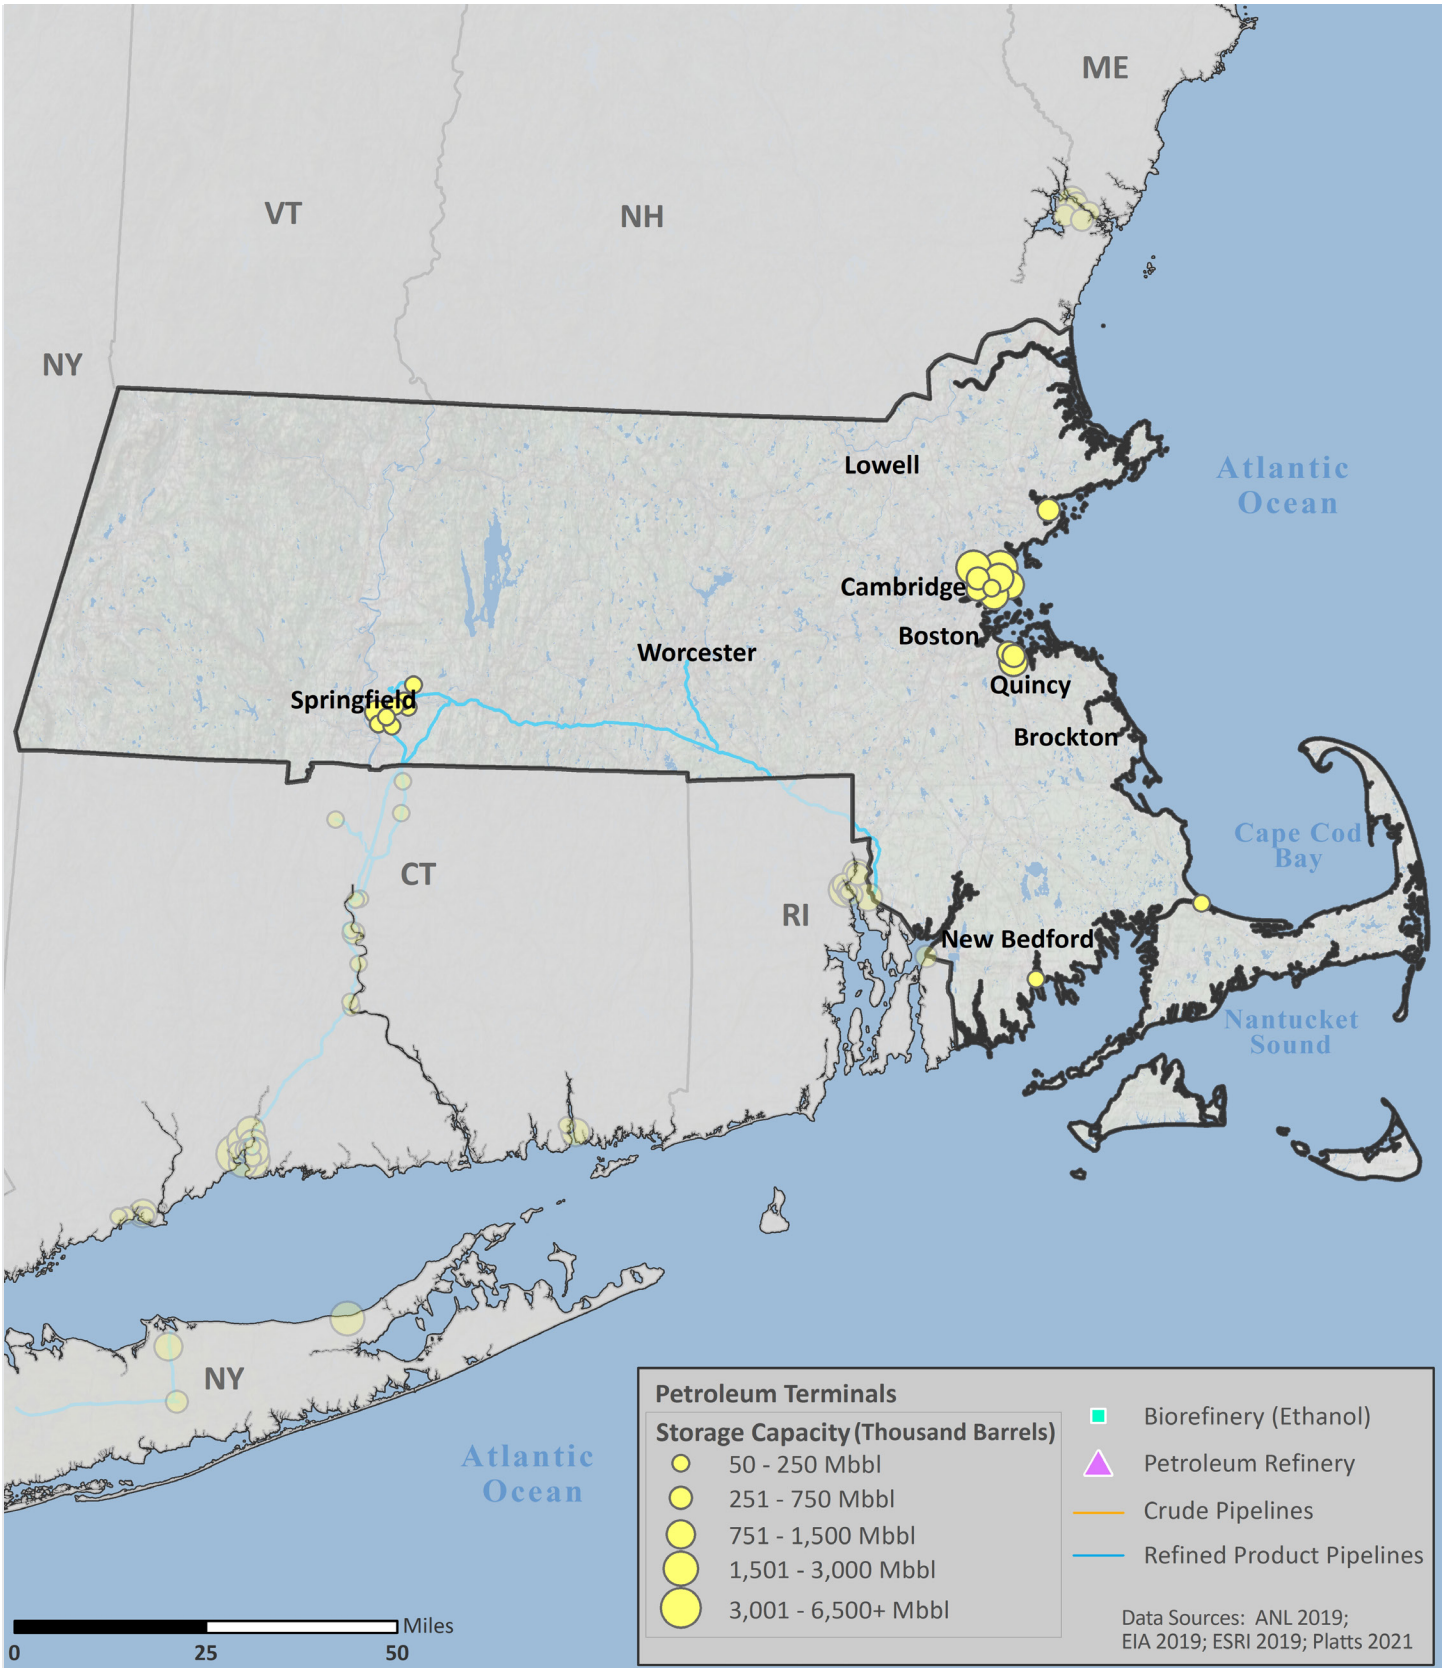 ME
VT
NH
NY
Lowell
Atlantic
Ocean
Cambridge
Boston
Worcester
Quincy
Springfield
Brockton
Cape Cod
Bay
CT
RI
New Bedford
Nantucket
Sound
NY
Atlantic
Ocean
Petroleum Terminals
Storage Capacity (Thousand Barrels)
50 - 250 Mbbl
251 - 750 Mbbl
751 - 1,500 Mbbl
1,501 - 3,000 Mbbl
3,001 - 6,500+ Mbbl
Biorefinery (Ethanol)
Petroleum Refinery
Crude Pipelines
Refined Product Pipelines
Data Sources: ANL 2019;
EIA 2019; ESRI 2019; Platts 2021
Miles
0 25 50